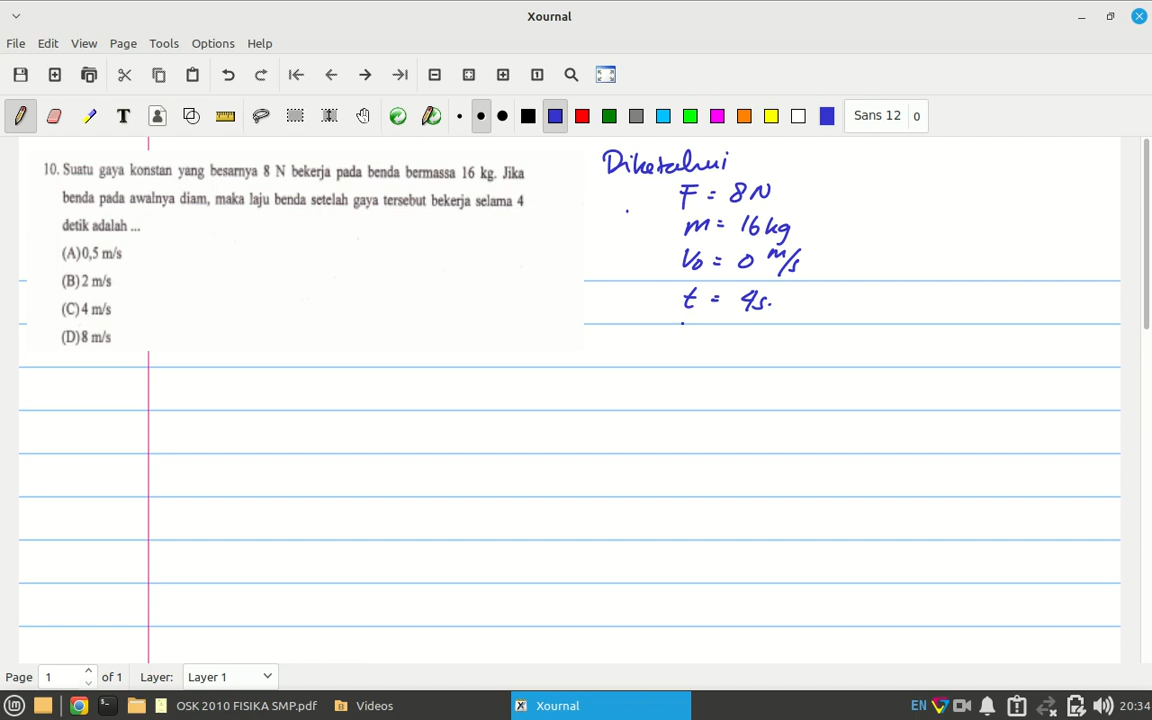 Xournal
File Edit View Page Tools Options Help
Sans 12 0
10. Suatu gaya konstan yang besarnya 8 N bekerja pada benda bermassa 16 kg. Jika
benda pada awalnya diam, maka laju benda setelah gaya tersebut bekerja selama 4
detik adalah ...
(A) 0,5 m/s
(B) 2 m/s
(C) 4 m/s
(D) 8 m/s
Diketahui
F = 8 N
m = 16 kg
V0 = 0 m/s
t = 4s.
Page 1 of 1 Layer: Layer 1
OSK 2010 FISIKA SMP.pdf Videos Xournal EN 20:34